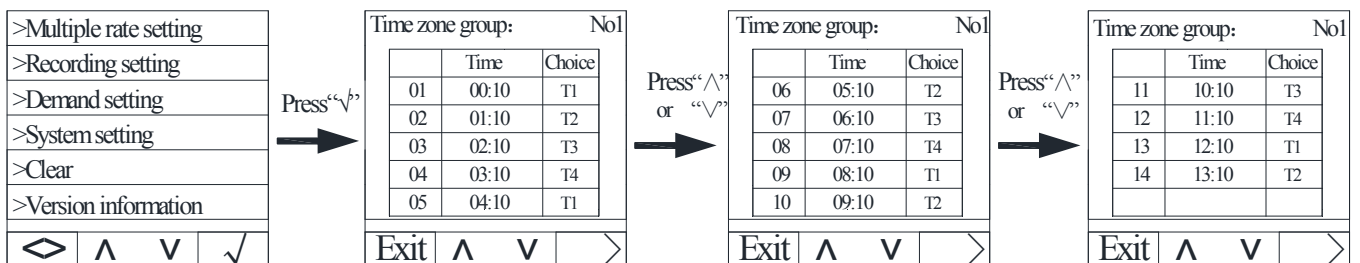 >Multiple rate setting
>Recording setting
>Demand setting
>System setting
>Clear
>Version information
<> ∧ ∨ √
Press“√”
Time zone group: No1
Time Choice
01 00:10 T1
02 01:10 T2
03 02:10 T3
04 03:10 T4
05 04:10 T1
Exit ∧ ∨ >
Press“∧”
or “∨”
Time zone group: No1
Time Choice
06 05:10 T2
07 06:10 T3
08 07:10 T4
09 08:10 T1
10 09:10 T2
Exit ∧ ∨ >
Press“∧”
or “∨”
Time zone group: No1
Time Choice
11 10:10 T3
12 11:10 T4
13 12:10 T1
14 13:10 T2
Exit ∧ ∨ >